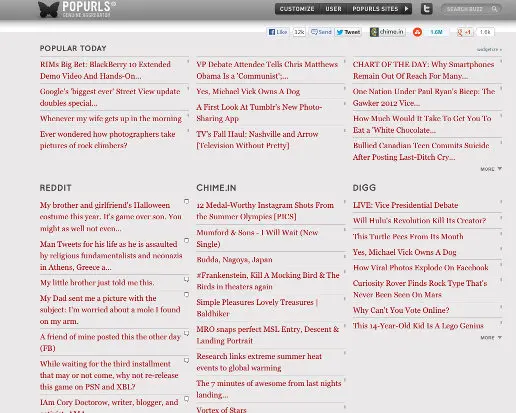 POPURLS®
GENUINE AGGREGATOR
CUSTOMIZE
USER
POPURLS SITES
SEARCH BUZZ
Like
12k
Send
Tweet
chime.in
1.6M
+1
1.6k
POPULAR TODAY
widgetize »
RIMs Big Test: BlackBerry 10 Extended
Demo Video And Hands-On...
Google's 'biggest ever' Street View update
doubles special...
Whenever my wife gets up in the morning
Ever wondered how photographers take
pictures of rock climbers?
VP Debate Attendee Tells Chris Matthews
Obama Is a 'Communist';...
Yes, Michael Vick Owns A Dog
A First Look At Tumblr's New Photo-
Sharing App
TV's Fall Haul: Nashville and Arrow
[Television Without Pretty]
CHART OF THE DAY: Why Smartphones
Remain Out Of Reach For Many...
One Nation Under Paul Ryan's Bicep: The
Gawker 2012 Vice...
How Much Would It Take To Get You To
Eat a 'White Chocolate...
Bullied Canadian Teen Commits Suicide
After Posting Last-Ditch Cry...
MORE
REDDIT
My brother and girlfriend's Halloween
costume this year. It's game over son. You
might as well not even...
Man Tweets for his life as he is assaulted
by religious fundamentalists and neonazis
in Athens, Greece a...
My little brother just told me this.
My Dad sent me a picture with the
subject: I'm worried about a mole I found
on my arm.
A friend of mine posted this the other day
(FB)
While waiting for the third installment
that may or may not come, why not re-release
this game on PSN and XBL?
IAm Cory Doctorow, writer, blogger, and
CHIME.IN
12 Medal-Worthy Instagram Shots From
the Summer Olympics [PICS]
Mumford & Sons - I Will Wait (New
Single)
Budda, Nagoya, Japan
#Frankenstein, Kill A Mocking Bird & The
Birds in theaters again
Simple Pleasures Lovely Treasures |
Baldhiker
MRO snaps perfect MSL Entry, Descent &
Landing Portrait
Research links extreme summer heat
events to global warming
The 7 minutes of awesome from last nights
landing...
Vortex of Stars
DIGG
LIVE: Vice Presidential Debate
Will Hulu's Revolution Kill Its Creator?
This Turtle Pees From Its Mouth
Yes, Michael Vick Owns A Dog
How Viral Photos Explode On Facebook
Curiosity Rover Finds Rock Type That's
Never Been Seen On Mars
Why Can't You Vote Online?
This 14-Year-Old Kid Is A Lego Genius
MORE